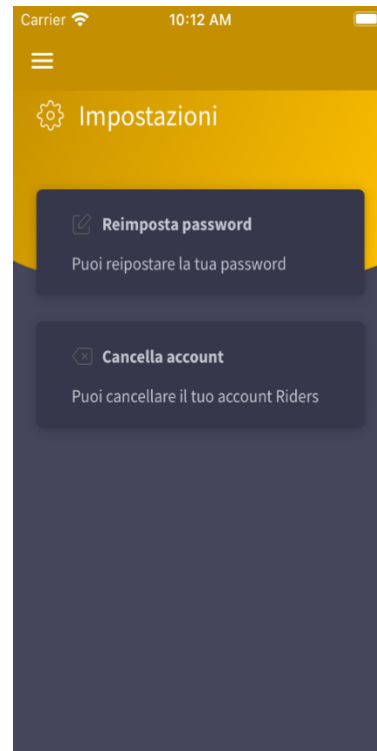 Carrier 10:12 AM
Impostazioni
Reimposta password
Puoi reipostare la tua password
Cancella account
Puoi cancellare il tuo account Riders